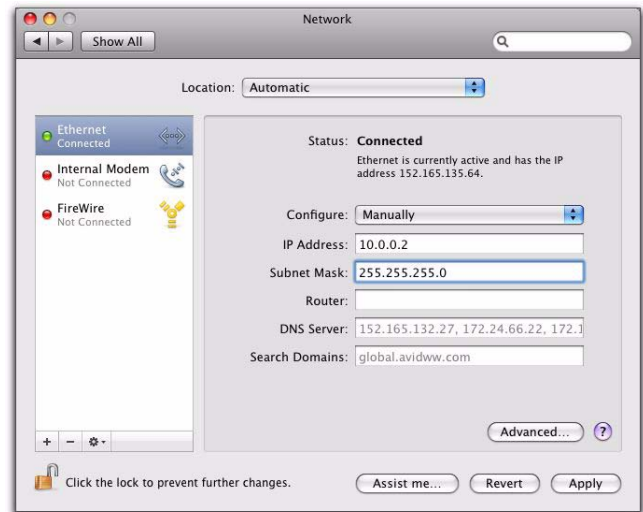 Network
Show All
Location: Automatic
Ethernet
Connected
Internal Modem
Not Connected
FireWire
Not Connected
Status: Connected
Ethernet is currently active and has the IP
address 152.165.135.64.
Configure: Manually
IP Address: 10.0.0.2
Subnet Mask: 255.255.255.0
Router:
DNS Server: 152.165.132.27, 172.24.66.22, 172.1
Search Domains: global.avidww.com
Advanced... ?
+ −
Click the lock to prevent further changes.
Assist me... Revert Apply